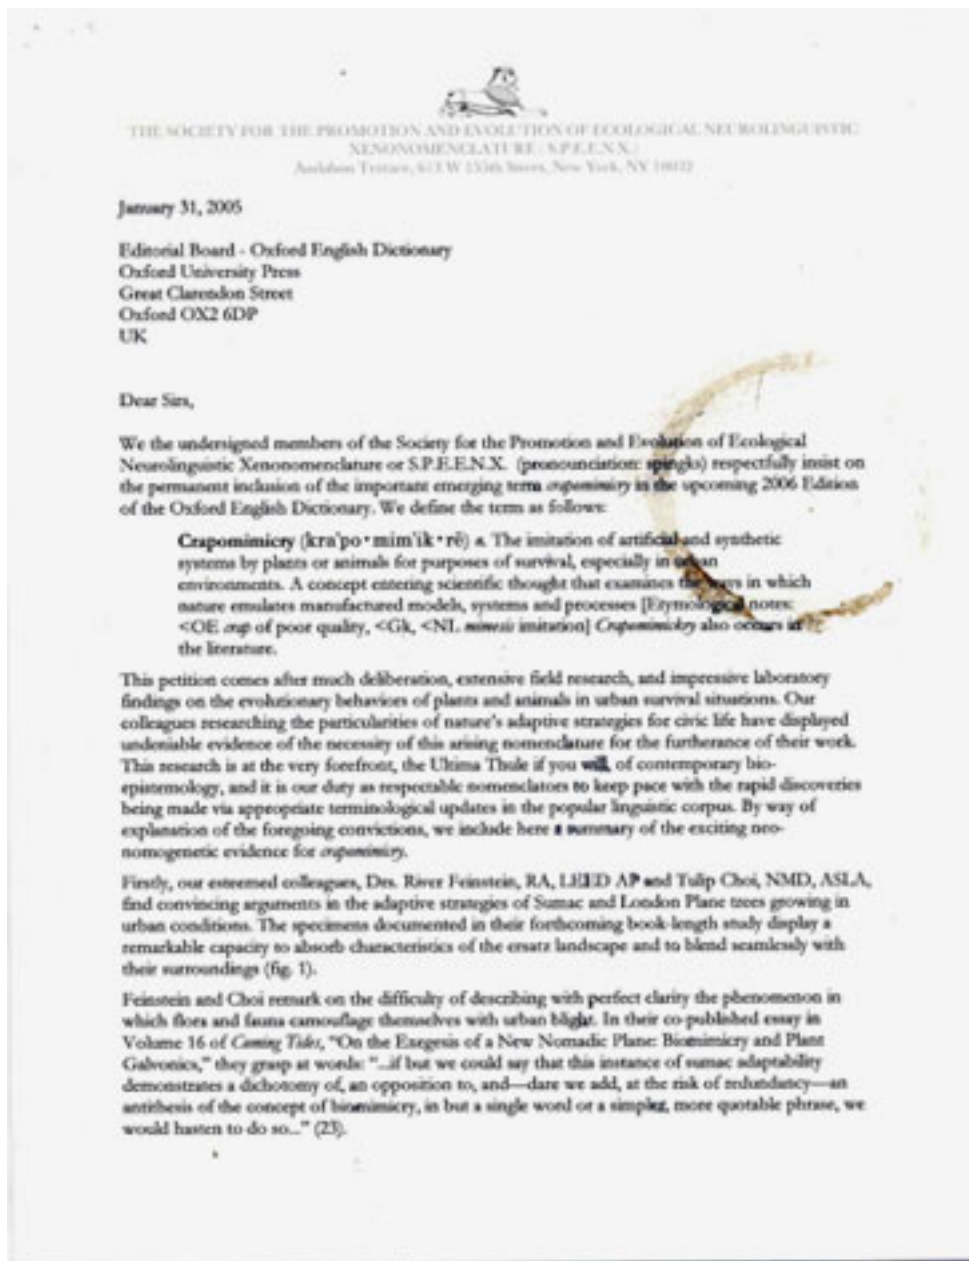 THE SOCIETY FOR THE PROMOTION AND EVOLUTION OF ECOLOGICAL NEUROLINGUISTIC
XENONOMENCLATURE (S.P.E.E.N.X.)
Audubon Terrace, 613 W 155th Street, New York, NY 10032
January 31, 2005
Editorial Board - Oxford English Dictionary
Oxford University Press
Great Clarendon Street
Oxford OX2 6DP
UK
Dear Sirs,
We the undersigned members of the Society for the Promotion and Evolution of Ecological
Neurolinguistic Xenonomenclature or S.P.E.E.N.X. (pronounciation: spingks) respectfully insist on
the permanent inclusion of the important emerging term crapomimicry in the upcoming 2006 Edition
of the Oxford English Dictionary. We define the term as follows:
Crapomimicry (kra'po•mim'ik•rē) n. The imitation of artificial and synthetic
systems by plants or animals for purposes of survival, especially in urban
environments. A concept entering scientific thought that examines the ways in which
nature emulates manufactured models, systems and processes [Etymological notes:
<OE crap of poor quality, <Gk, <NL mimesis imitation] Crapomimickry also occurs in
the literature.
This petition comes after much deliberation, extensive field research, and impressive laboratory
findings on the evolutionary behaviors of plants and animals in urban survival situations. Our
colleagues researching the particularities of nature's adaptive strategies for civic life have displayed
undeniable evidence of the necessity of this arising nomenclature for the furtherance of their work.
This research is at the very forefront, the Ultima Thule if you will, of contemporary bio-
epistemology, and it is our duty as respectable nomenclators to keep pace with the rapid discoveries
being made via appropriate terminological updates in the popular linguistic corpus. By way of
explanation of the foregoing convictions, we include here a summary of the exciting neo-
nomogenetic evidence for crapomimicry.
Firstly, our esteemed colleagues, Drs. River Feinstein, RA, LEED AP and Tulip Choi, NMD, ASLA,
find convincing arguments in the adaptive strategies of Sumac and London Plane trees growing in
urban conditions. The specimens documented in their forthcoming book-length study display a
remarkable capacity to absorb characteristics of the ersatz landscape and to blend seamlessly with
their surroundings (fig. 1).
Feinstein and Choi remark on the difficulty of describing with perfect clarity the phenomenon in
which flora and fauna camouflage themselves with urban blight. In their co-published essay in
Volume 16 of Coming Tides, "On the Exegesis of a New Nomadic Plane: Biomimicry and Plant
Galvonics," they grasp at words: "...if but we could say that this instance of sumac adaptability
demonstrates a dichotomy of, an opposition to, and—dare we add, at the risk of redundancy—an
antithesis of the concept of biomimicry, in but a single word or a simpler, more quotable phrase, we
would hasten to do so..." (23).